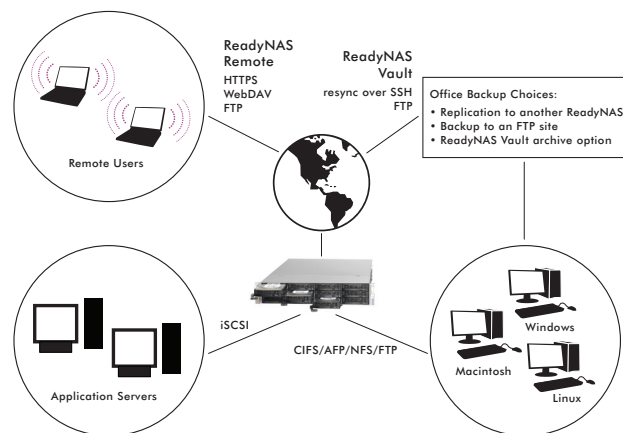 ReadyNAS
Remote
HTTPS
WebDAV
FTP
ReadyNAS
Vault
resync over SSH
FTP
Office Backup Choices:
• Replication to another ReadyNAS
• Backup to an FTP site
• ReadyNAS Vault archive option
Remote Users
iSCSI
CIFS/AFP/NFS/FTP
Application Servers
Windows
Macintosh
Linux